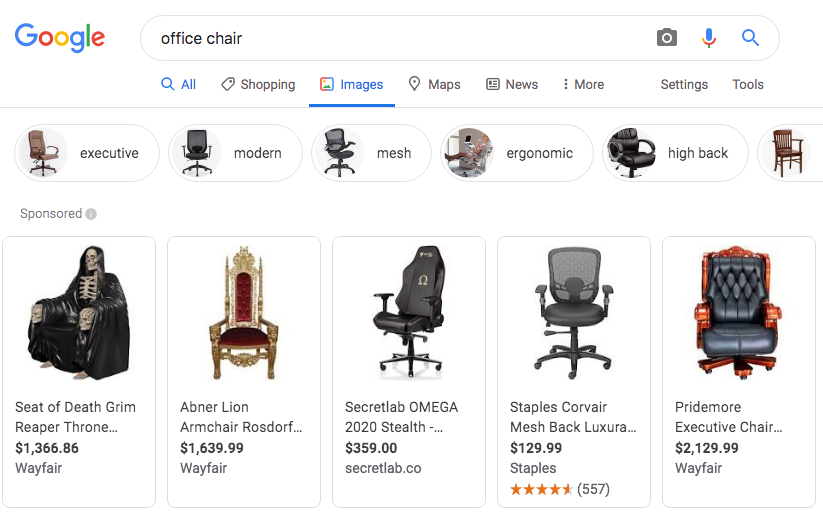 Google
office chair
All Shopping Images Maps News More Settings Tools
executive modern mesh ergonomic high back
Sponsored
Seat of Death Grim
Reaper Throne...
$1,366.86
Wayfair
Abner Lion
Armchair Rosdorf...
$1,639.99
Wayfair
Secretlab OMEGA
2020 Stealth -...
$359.00
secretlab.co
Staples Corvair
Mesh Back Luxura...
$129.99
Staples
(557)
Pridemore
Executive Chair...
$2,129.99
Wayfair